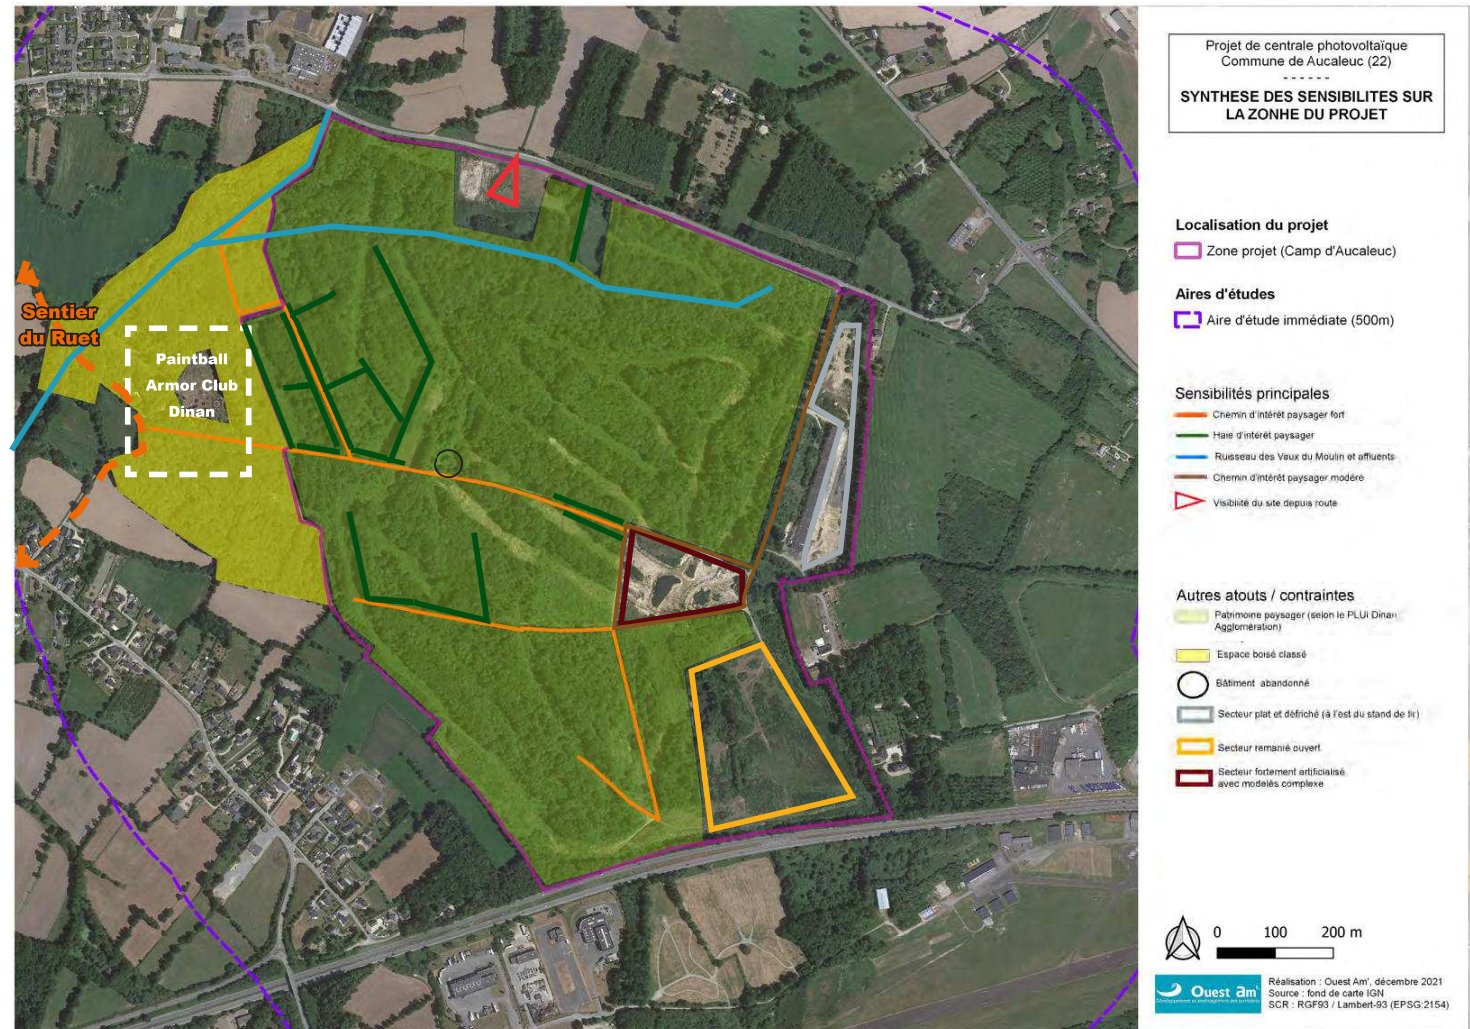 Projet de centrale photovoltaïque
Commune de Aucaleuc (22)
- - - - - -
SYNTHESE DES SENSIBILITES SUR
LA ZONHE DU PROJET
Localisation du projet
Zone projet (Camp d'Aucaleuc)
Aires d'études
Aire d'étude immédiate (500m)
Sensibilités principales
Chemin d'intérêt paysager fort
Haie d'intérêt paysager
Ruisseau des Vaux du Moulin et affluents
Chemin d'intérêt paysager modéré
Visibilité du site depuis route
Autres atouts / contraintes
Patrimoine paysager (selon le PLUi Dinan
Agglomération)
Espace boisé classé
Bâtiment abandonné
Secteur plat et défriché (à l'est du stand de tir)
Secteur remanié ouvert
Secteur fortement artificialisé
avec modelés complexe
0 100 200 m
Ouest am'
Développement et aménagement des territoires
Réalisation : Ouest Am', décembre 2021
Source : fond de carte IGN
SCR : RGF93 / Lambert-93 (EPSG:2154)
Sentier
du Ruet
Paintball
Armor Club
Dinan